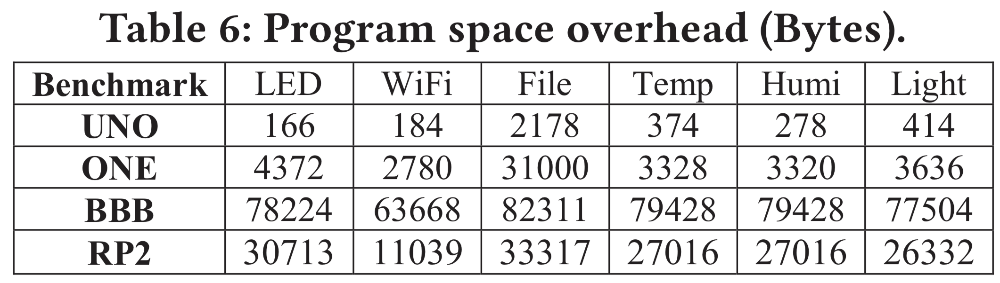 Table 6: Program space overhead (Bytes).
Benchmark LED WiFi File Temp Humi Light
UNO 166 184 2178 374 278 414
ONE 4372 2780 31000 3328 3320 3636
BBB 78224 63668 82311 79428 79428 77504
RP2 30713 11039 33317 27016 27016 26332